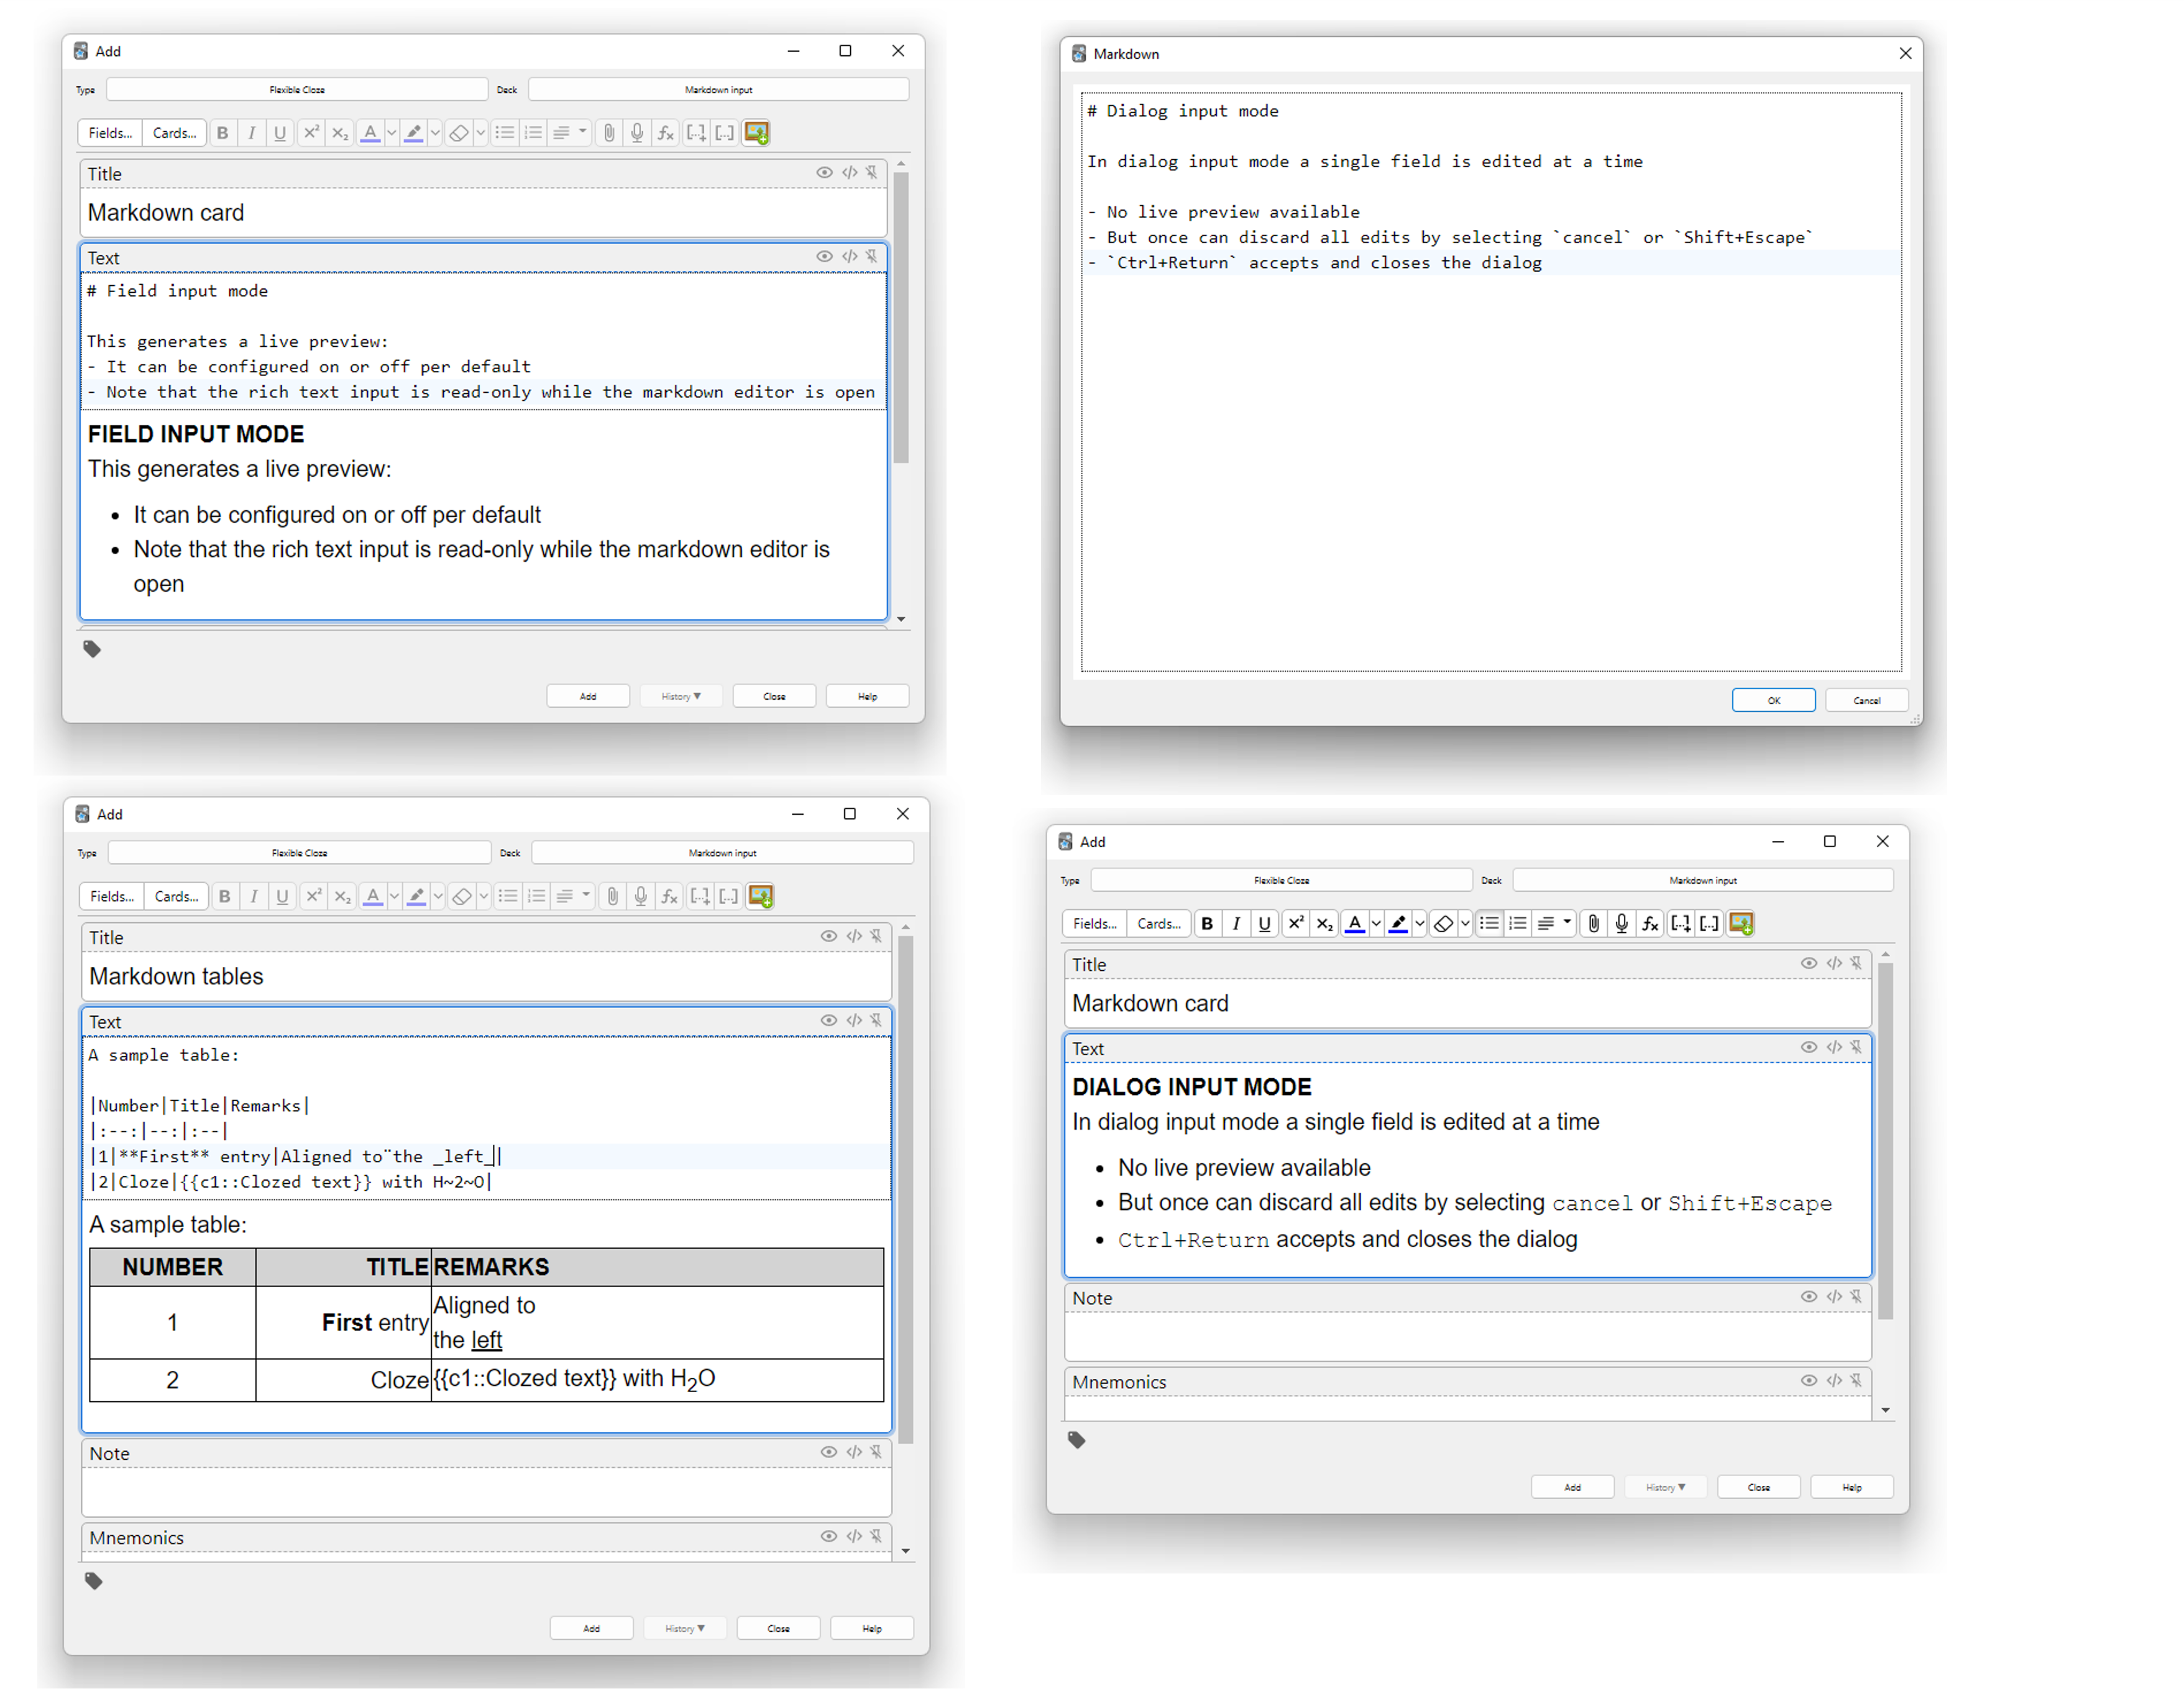 Add
Type Flexible Cloze Deck Markdown input
Fields... Cards... B I U X² X₂ A fx [...]+ [...]
Title </>
Markdown card
Text </>
# Field input mode
This generates a live preview:
- It can be configured on or off per default
- Note that the rich text input is read-only while the markdown editor is open
FIELD INPUT MODE
This generates a live preview:
• It can be configured on or off per default
• Note that the rich text input is read-only while the markdown editor is
open
Add History ▼ Close Help
Markdown
# Dialog input mode
In dialog input mode a single field is edited at a time
- No live preview available
- But once can discard all edits by selecting `cancel` or `Shift+Escape`
- `Ctrl+Return` accepts and closes the dialog
OK Cancel
Add
Type Flexible Cloze Deck Markdown input
Fields... Cards... B I U X² X₂ A fx [...]+ [...]
Title </>
Markdown tables
Text </>
A sample table:
|Number|Title|Remarks|
|:--:|--:|:--|
|1|**First** entry|Aligned to¨the _left_||
|2|Cloze|{{c1::Clozed text}} with H~2~O|
A sample table:
NUMBER TITLE REMARKS
1 First entry Aligned to
the left
2 Cloze {{c1::Clozed text}} with H₂O
Note </>
Mnemonics </>
Add History ▼ Close Help
Add
Type Flexible Cloze Deck Markdown input
Fields... Cards... B I U X² X₂ A fx [...]+ [...]
Title </>
Markdown card
Text </>
DIALOG INPUT MODE
In dialog input mode a single field is edited at a time
• No live preview available
• But once can discard all edits by selecting cancel or Shift+Escape
• Ctrl+Return accepts and closes the dialog
Note </>
Mnemonics </>
Add History ▼ Close Help